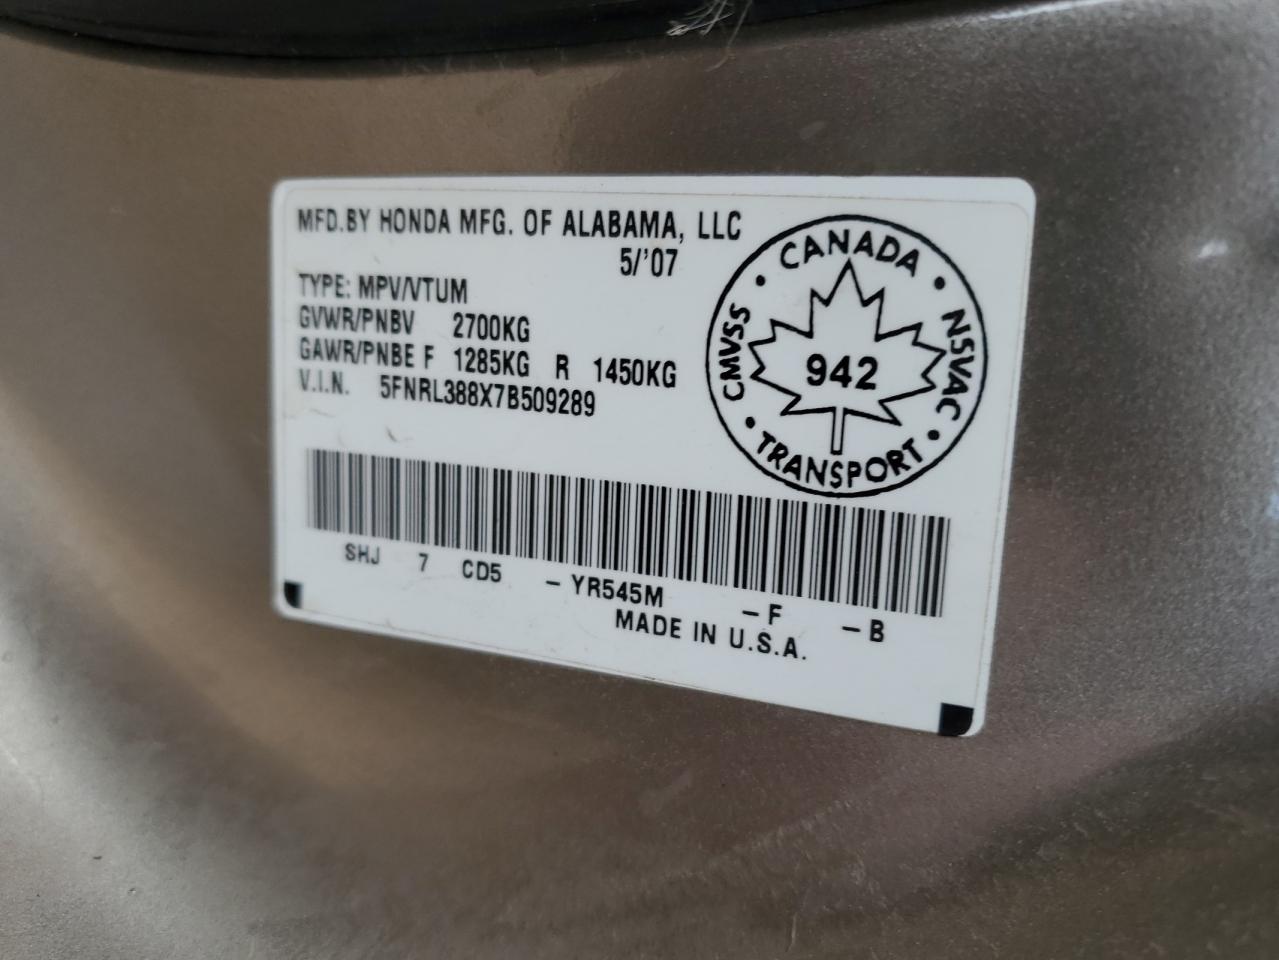 MFD.BY HONDA MFG. OF ALABAMA, LLC
5/'07
TYPE: MPV/VTUM
GVWR/PNBV 2700KG
GAWR/PNBE F 1285KG R 1450KG
V.I.N. 5FNRL388X7B509289
CANADA
CMVSS
NSVAC
942
TRANSPORT
SHJ 7 CD5 -YR545M -F -B
MADE IN U.S.A.